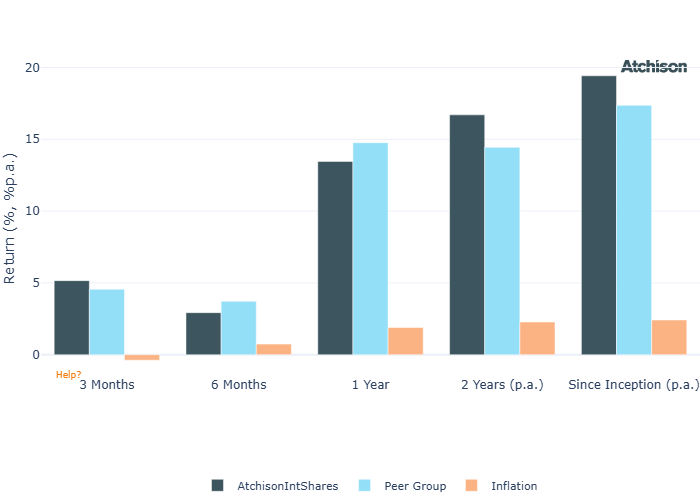 Atchison
20
15
10
5
0
Return (%, %p.a.)
Help?
3 Months
6 Months
1 Year
2 Years (p.a.)
Since Inception (p.a.)
AtchisonIntShares
Peer Group
Inflation